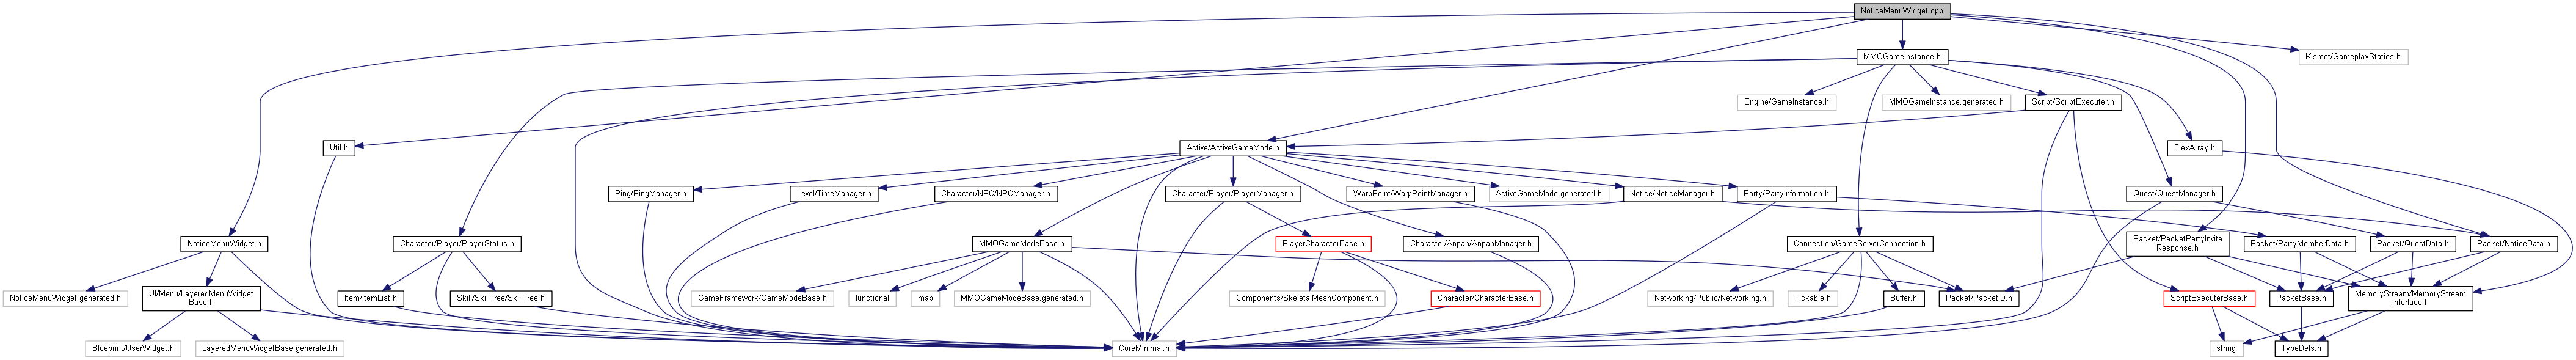 NoticeMenuWidget.cpp
MMOGameInstance.h
Kismet/GameplayStatics.h
Engine/GameInstance.h
MMOGameInstance.generated.h
Script/ScriptExecuter.h
Util.h
Active/ActiveGameMode.h
FlexArray.h
Ping/PingManager.h
Level/TimeManager.h
Character/NPC/NPCManager.h
Character/Player/PlayerManager.h
WarpPoint/WarpPointManager.h
ActiveGameMode.generated.h
Notice/NoticeManager.h
Party/PartyInformation.h
Quest/QuestManager.h
NoticeMenuWidget.h
Character/Player/PlayerStatus.h
MMOGameModeBase.h
PlayerCharacterBase.h
Character/Anpan/AnpanManager.h
Connection/GameServerConnection.h
Packet/PacketPartyInvite
Response.h
Packet/PartyMemberData.h
Packet/QuestData.h
Packet/NoticeData.h
NoticeMenuWidget.generated.h
UI/Menu/LayeredMenuWidget
Base.h
Item/ItemList.h
Skill/SkillTree/SkillTree.h
GameFramework/GameModeBase.h
functional
map
MMOGameModeBase.generated.h
Components/SkeletalMeshComponent.h
Character/CharacterBase.h
Networking/Public/Networking.h
Tickable.h
Buffer.h
Packet/PacketID.h
ScriptExecuterBase.h
PacketBase.h
MemoryStream/MemoryStream
Interface.h
Blueprint/UserWidget.h
LayeredMenuWidgetBase.generated.h
CoreMinimal.h
string
TypeDefs.h